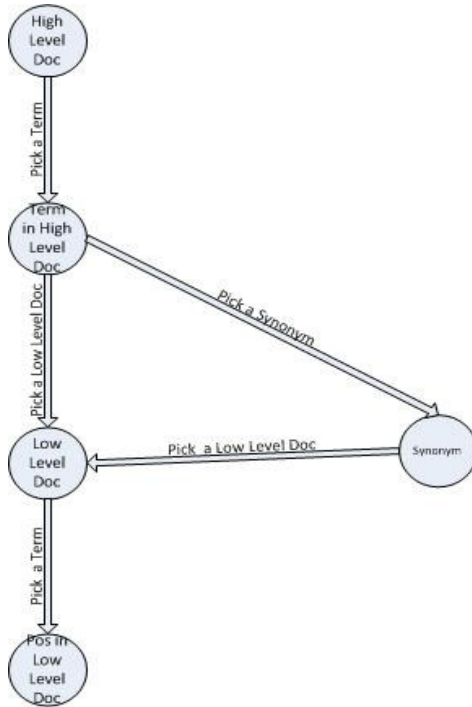 High
Level
Doc
Pick a Term
Term
in High
Level
Doc
Pick a Synonym
Pick a Low Level Doc
Pick a Low Level Doc
Low
Level
Doc
Synonym
Pick a Term
Pos in
Low
Level
Doc